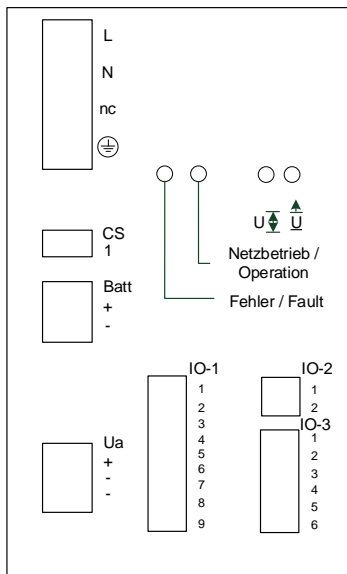 L
N
nc
CS
1
U U
Netzbetrieb /
Operation
Batt
+
-
Fehler / Fault
IO-1
1
2
3
4
5
6
7
8
9
IO-2
1
2
IO-3
1
2
3
4
5
6
Ua
+
-
-